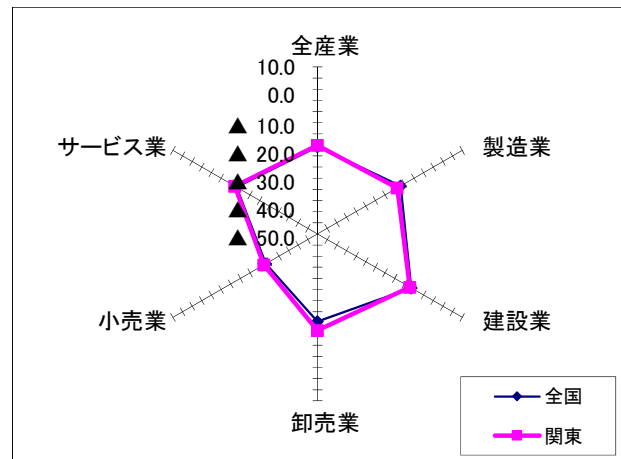 全産業
製造業
建設業
卸売業
小売業
サービス業
10.0
0.0
▲ 10.0
▲ 20.0
▲ 30.0
▲ 40.0
▲ 50.0
全国
関東